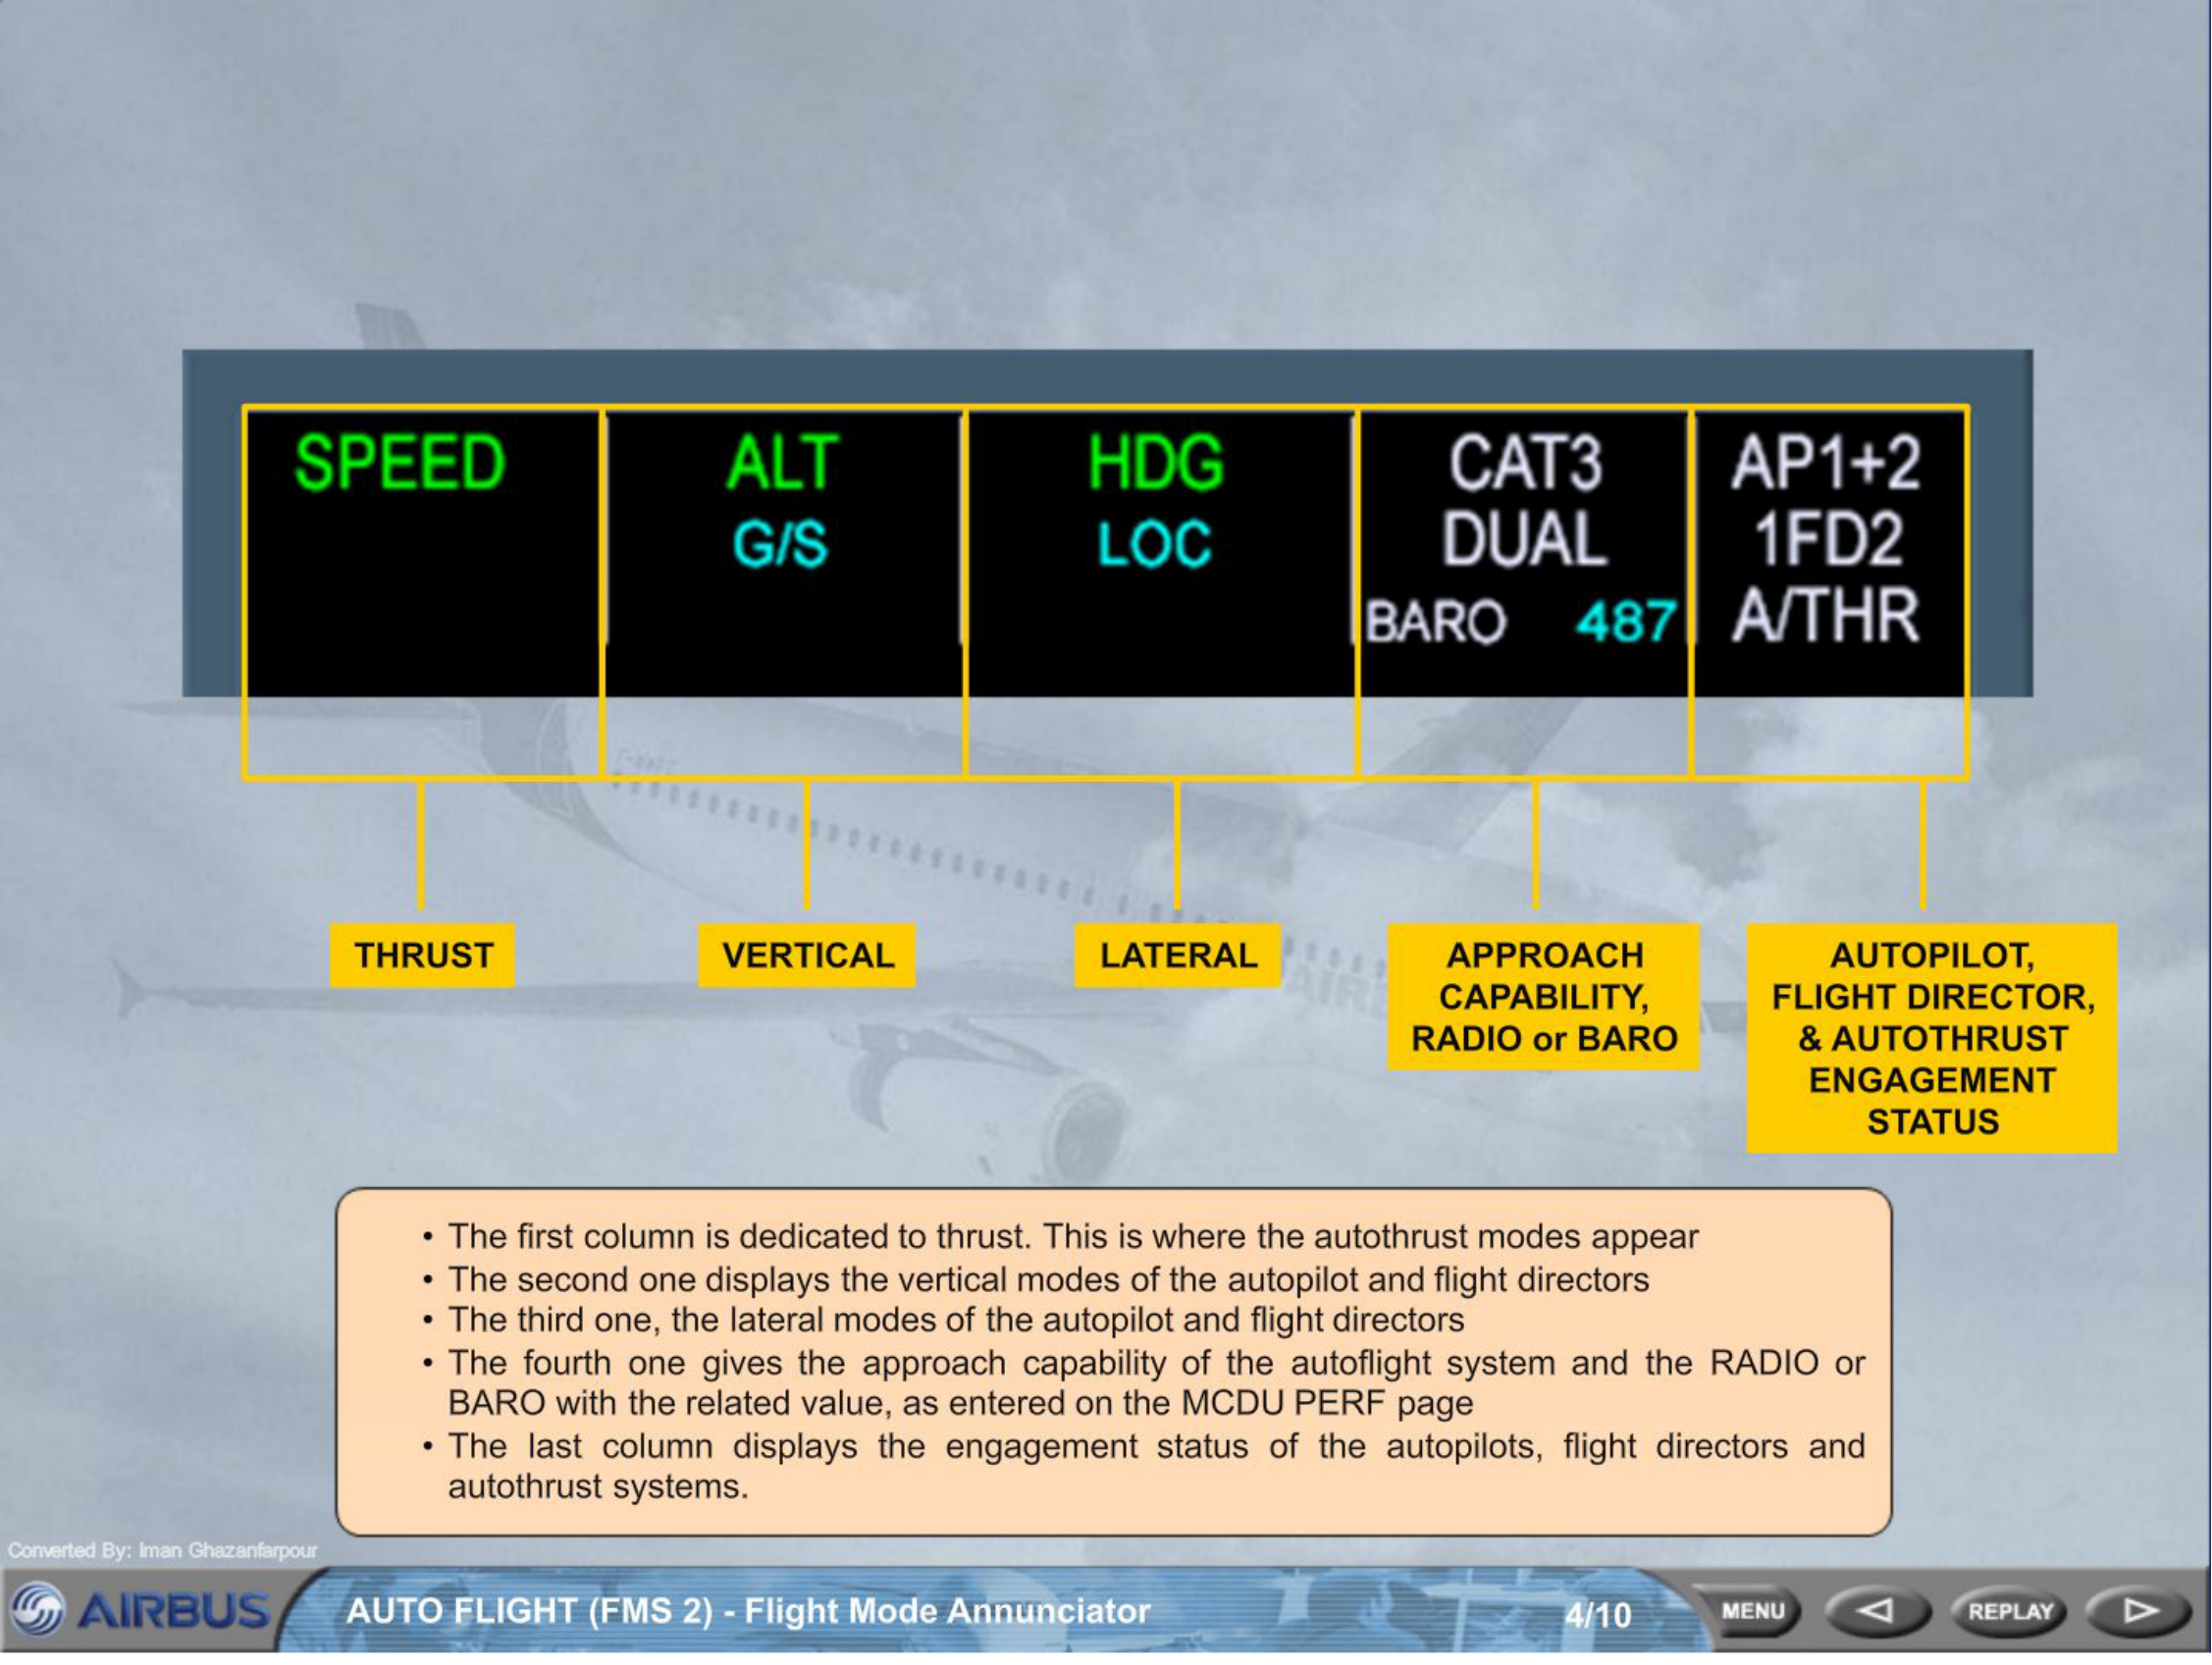 SPEED
ALT
HDG
CAT3
AP1+2
G/S
LOC
DUAL
1FD2
BARO 487
A/THR
THRUST
VERTICAL
LATERAL
APPROACH
CAPABILITY,
RADIO or BARO
AUTOPILOT,
FLIGHT DIRECTOR,
& AUTOTHRUST
ENGAGEMENT
STATUS
• The first column is dedicated to thrust. This is where the autothrust modes appear
• The second one displays the vertical modes of the autopilot and flight directors
• The third one, the lateral modes of the autopilot and flight directors
• The fourth one gives the approach capability of the autoflight system and the RADIO or
BARO with the related value, as entered on the MCDU PERF page
• The last column displays the engagement status of the autopilots, flight directors and
autothrust systems.
Converted By: Iman Ghazanfarpour
AIRBUS
AUTO FLIGHT (FMS 2) - Flight Mode Annunciator
4/10
MENU
REPLAY